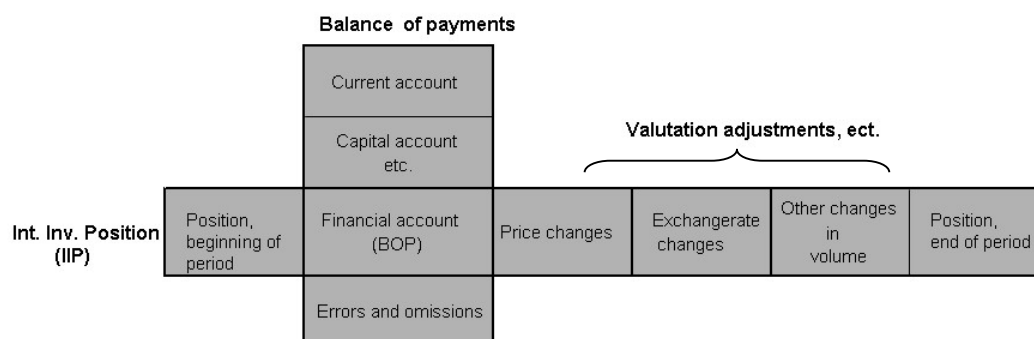 Balance of payments
Current account
Capital account
etc.
Valutation adjustments, ect.
Int. Inv. Position
(IIP)
Position,
beginning of
period
Financial account
(BOP)
Price changes
Exchangerate
changes
Other changes
in
volume
Position,
end of period
Errors and omissions